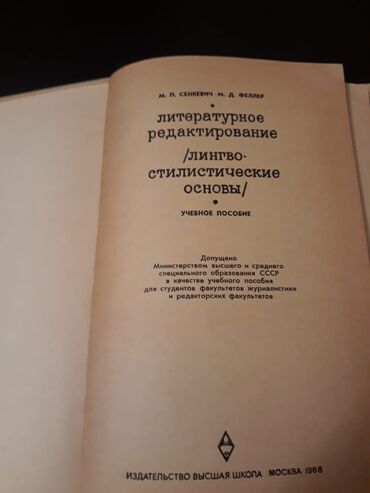 М. П. СЕНКЕВИЧ М. Д. ФЕЛЛЕР
литературное
редактирование
/лингво-
стилистические
основы/
УЧЕБНОЕ ПОСОБИЕ
Допущено
Министерством высшего и среднего
специального образования СССР
в качестве учебного пособия
для студентов факультетов журналистики
и редакторских факультетов
ИЗДАТЕЛЬСТВО ВЫСШАЯ ШКОЛА МОСКВА 1968